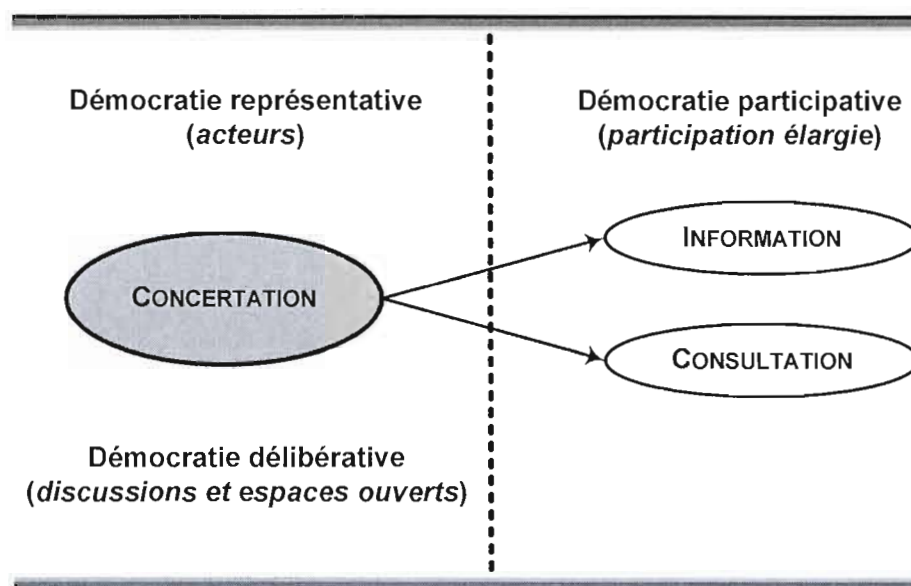 Démocratie représentative
(acteurs)
CONCERTATION
Démocratie délibérative
(discussions et espaces ouverts)
Démocratie participative
(participation élargie)
INFORMATION
CONSULTATION